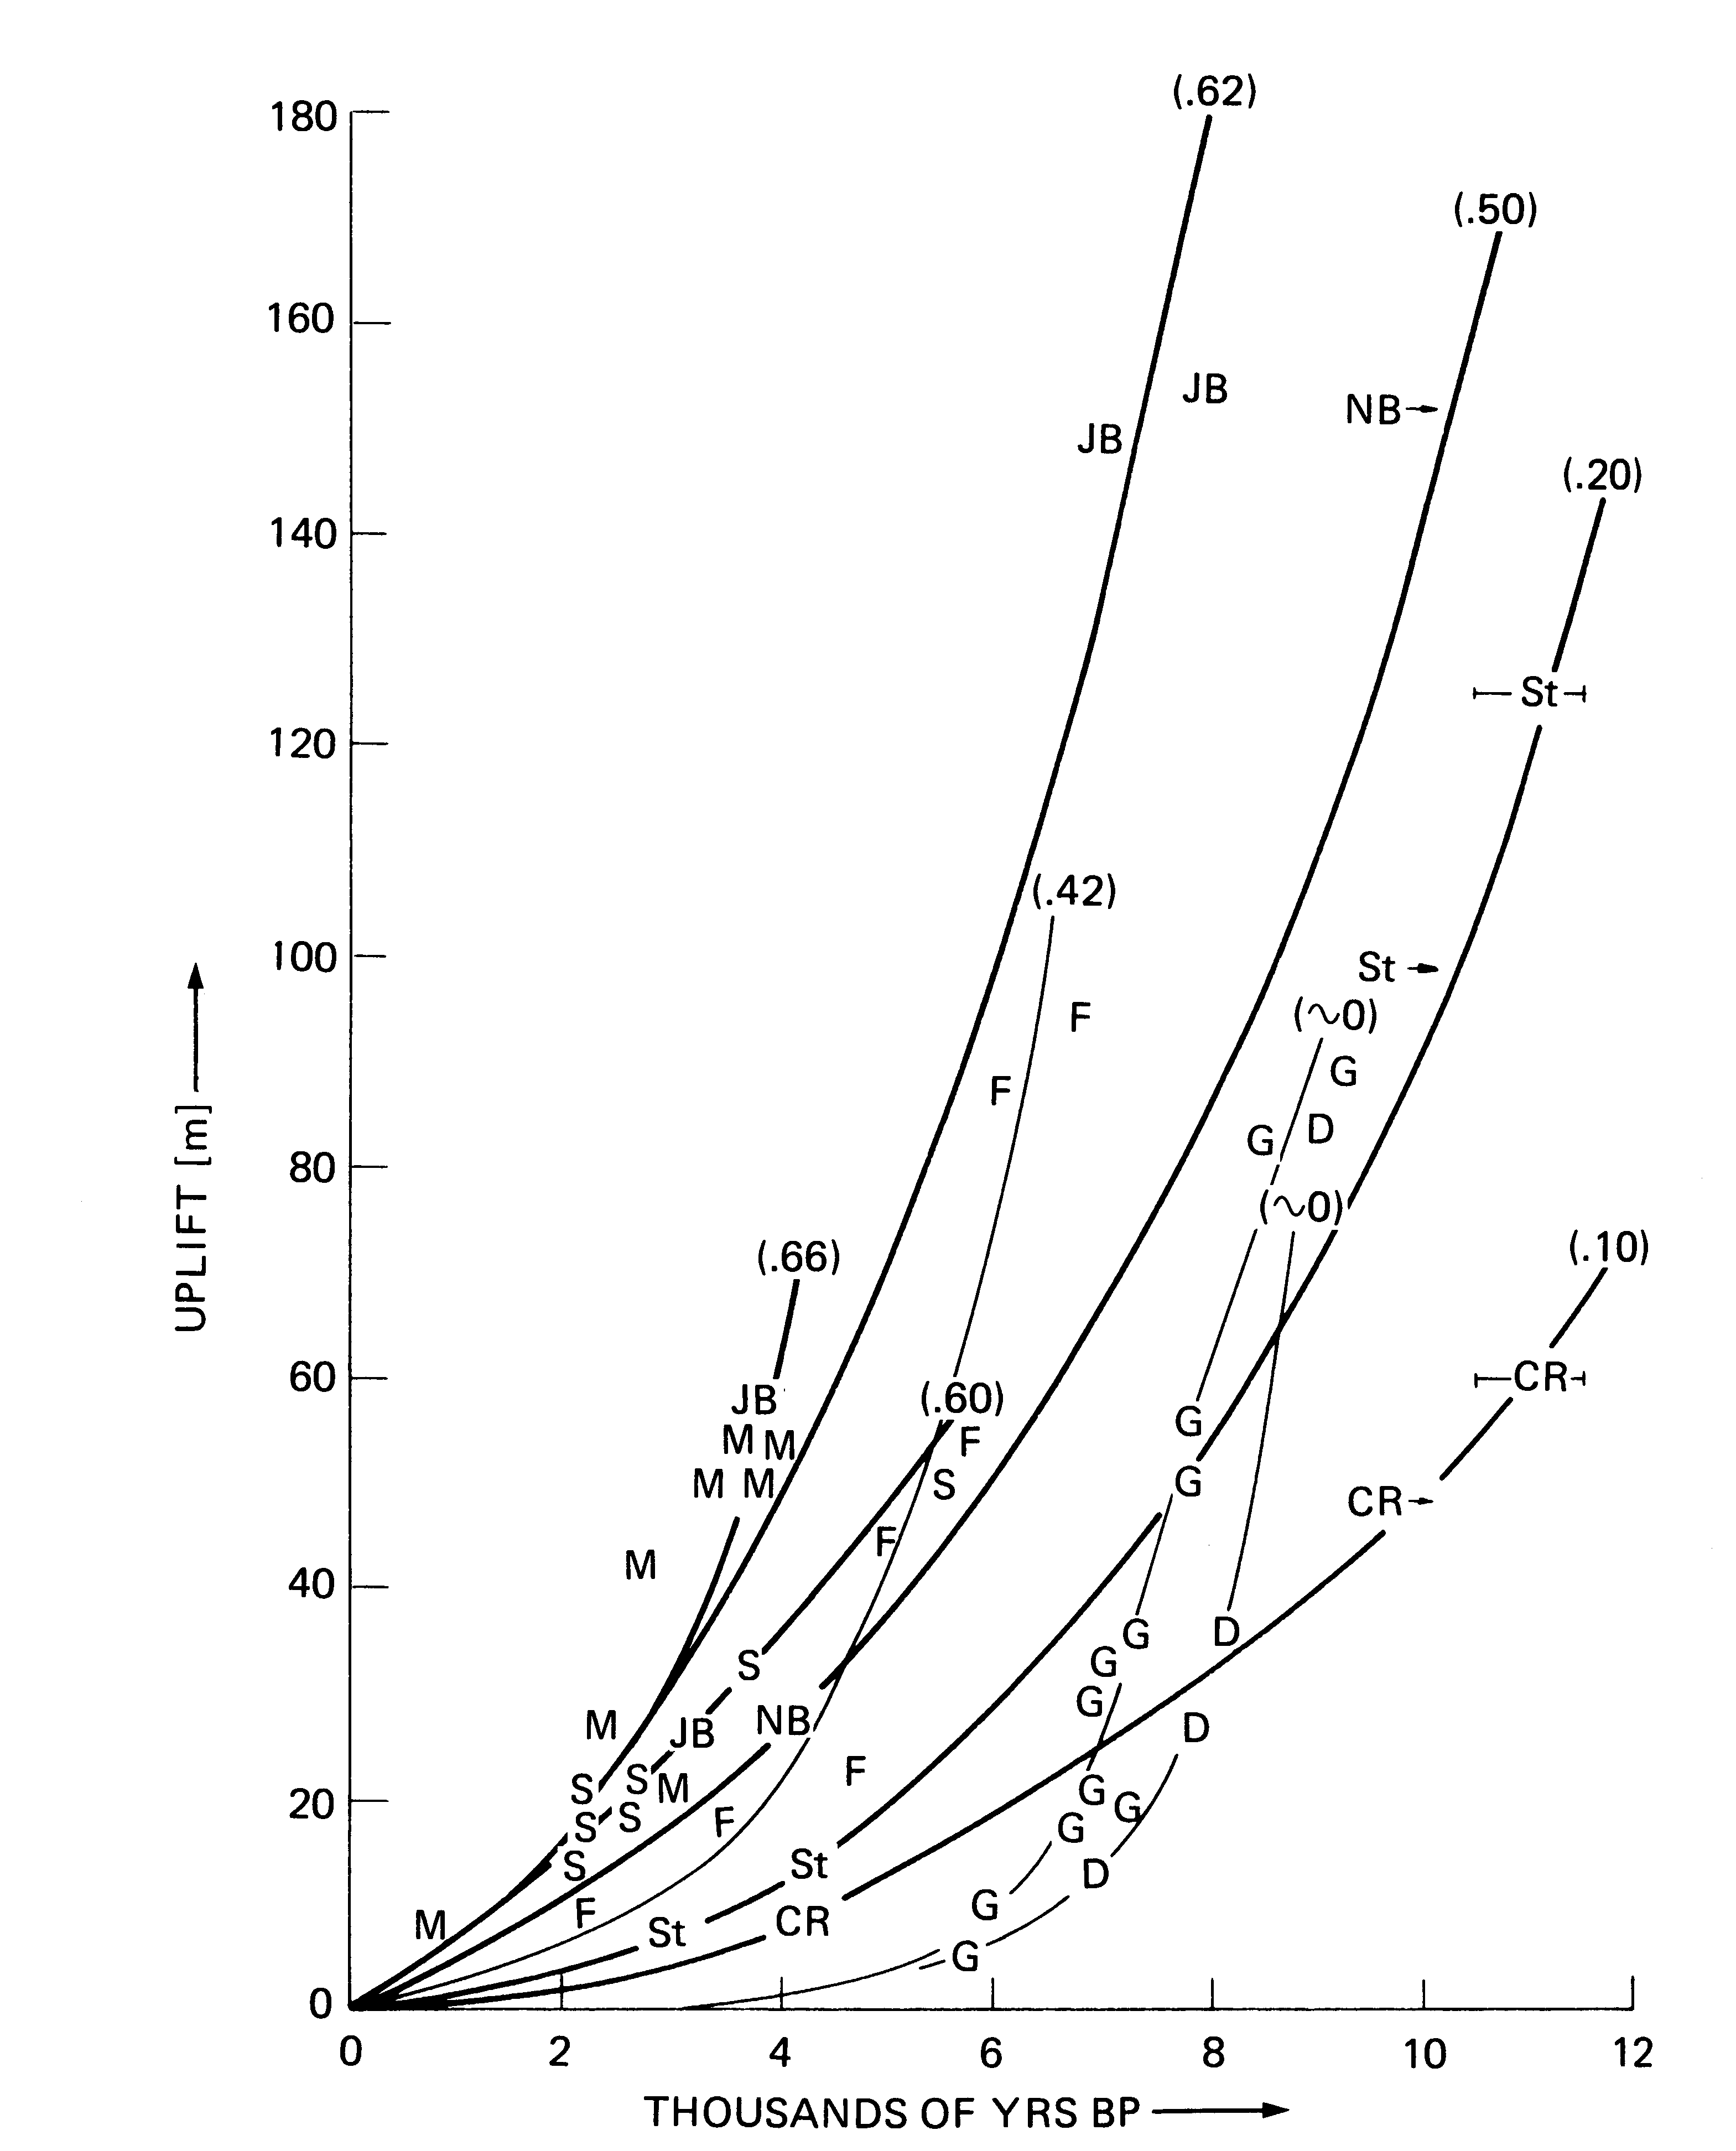 (.62)
180
(.50)
160
JB
NB
JB
(.20)
140
St
120
(.42)
100
St
F
(∼0)
G
F
D
G
80
UPLIFT [m]
(∼0)
(.66)
(.10)
60
CR
JB
(.60)
M M
F
G
M M
S
G
CR
F
M
40
D
G
S
G
G
M
JB
NB
D
F
S
S
M
G
20
G
S
F
S
G
St
S
D
F
G
CR
M
St
G
0
0 2 4 6 8 10 12
THOUSANDS OF YRS BP